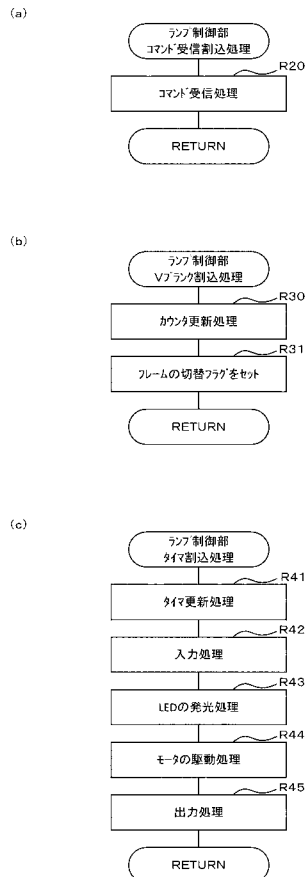 (a)
ランプ制御部
コマンド受信割込処理
R20
コマンド受信処理
RETURN
(b)
ランプ制御部
Vブランク割込処理
R30
カウンタ更新処理
R31
フレームの切替フラグをセット
RETURN
(c)
ランプ制御部
タイマ割込処理
R41
タイマ更新処理
R42
入力処理
R43
LEDの発光処理
R44
モータの駆動処理
R45
出力処理
RETURN